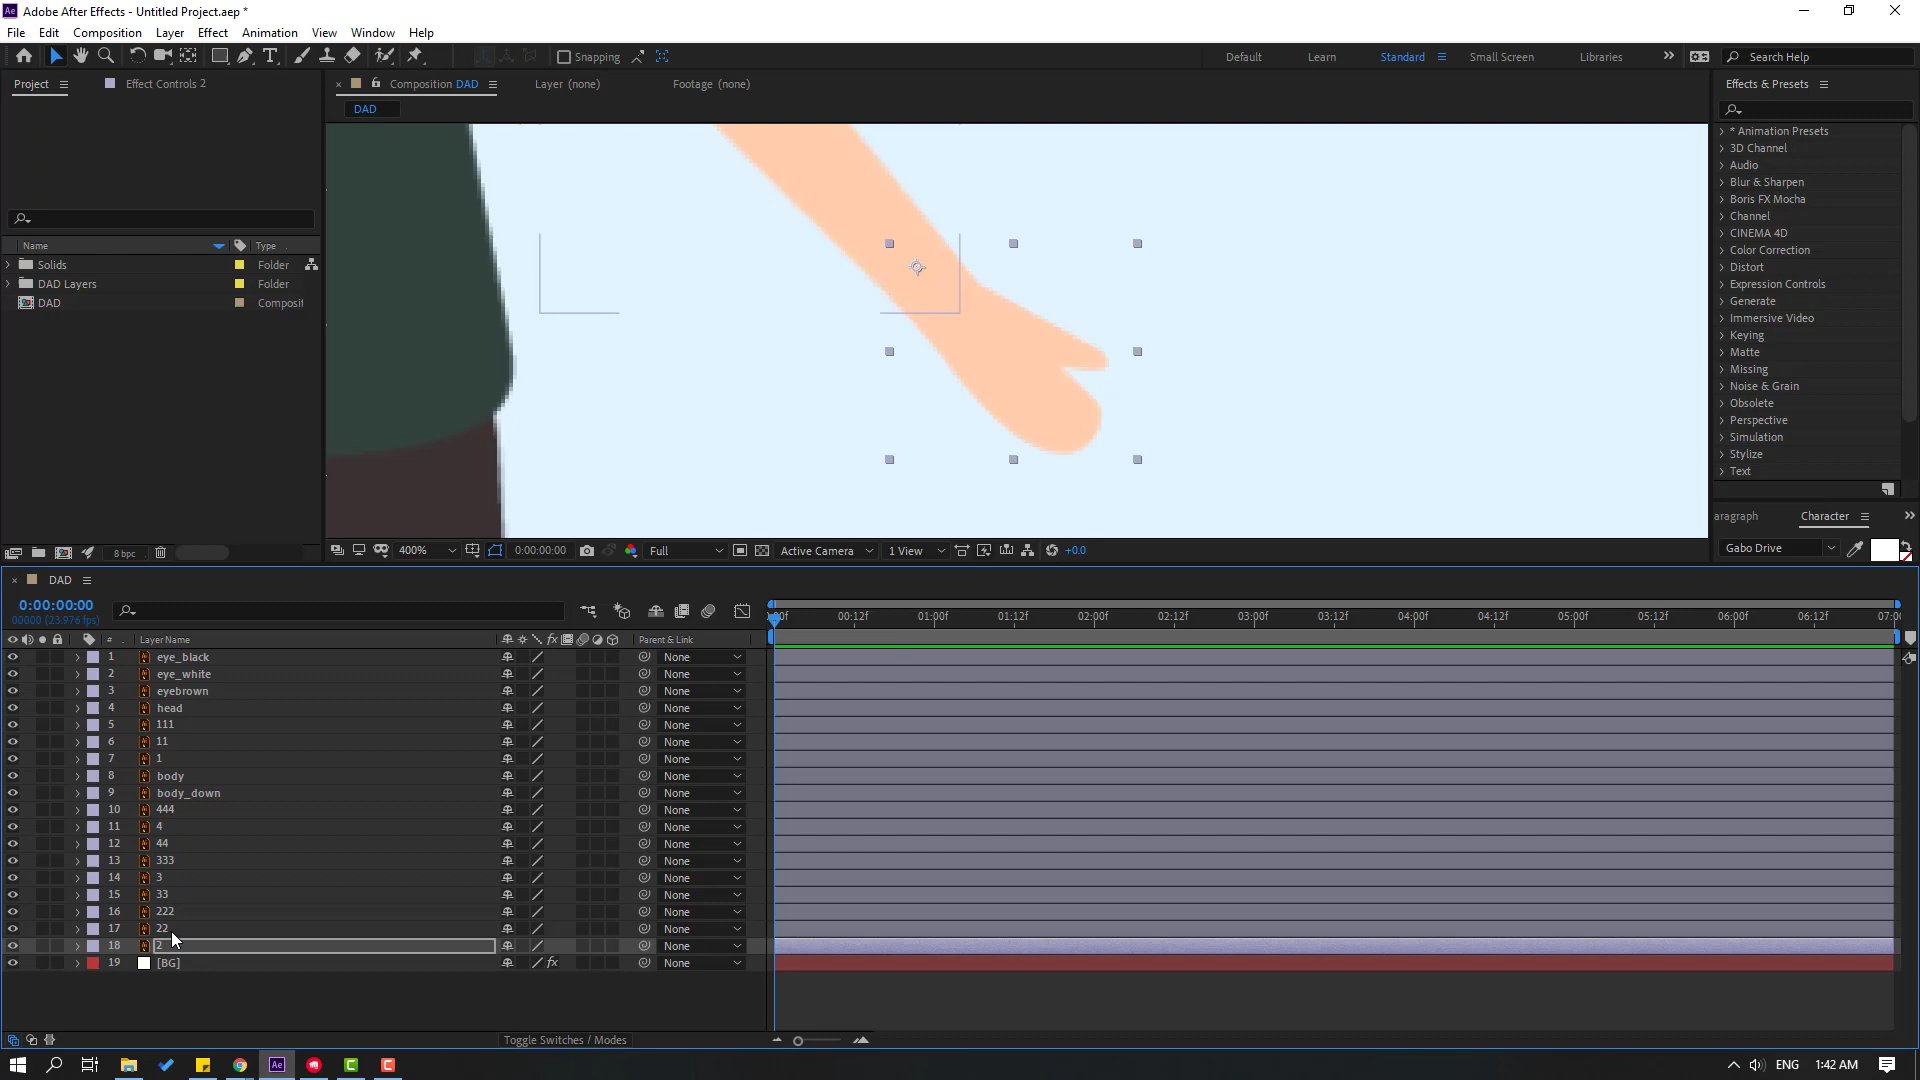 Adobe After Effects - Untitled Project.aep *
File Edit Composition Layer Effect Animation View Window Help
Snapping
Default Learn Standard Small Screen Libraries
Search Help
Project Effect Controls 2
Composition DAD Layer (none) Footage (none)
DAD
Effects & Presets
* Animation Presets
3D Channel
Audio
Blur & Sharpen
Boris FX Mocha
Channel
CINEMA 4D
Color Correction
Distort
Expression Controls
Generate
Immersive Video
Keying
Matte
Missing
Noise & Grain
Obsolete
Perspective
Simulation
Stylize
Text
Name Type
Solids Folder
DAD Layers Folder
DAD Composit
8 bpc
400% 0:00:00:00 Full Active Camera 1 View +0.0
aragraph Character
Gabo Drive
DAD
0:00:00:00
00000 (23.976 fps)
:00f 00:12f 01:00f 01:12f 02:00f 02:12f 03:00f 03:12f 04:00f 04:12f 05:00f 05:12f 06:00f 06:12f 07:00
# Layer Name fx Parent & Link
1 eye_black None
2 eye_white None
3 eyebrown None
4 head None
5 111 None
6 11 None
7 1 None
8 body None
9 body_down None
10 444 None
11 4 None
12 44 None
13 333 None
14 3 None
15 33 None
16 222 None
17 22 None
18 2 None
19 [BG] fx None
Toggle Switches / Modes
Ae ENG 1:42 AM